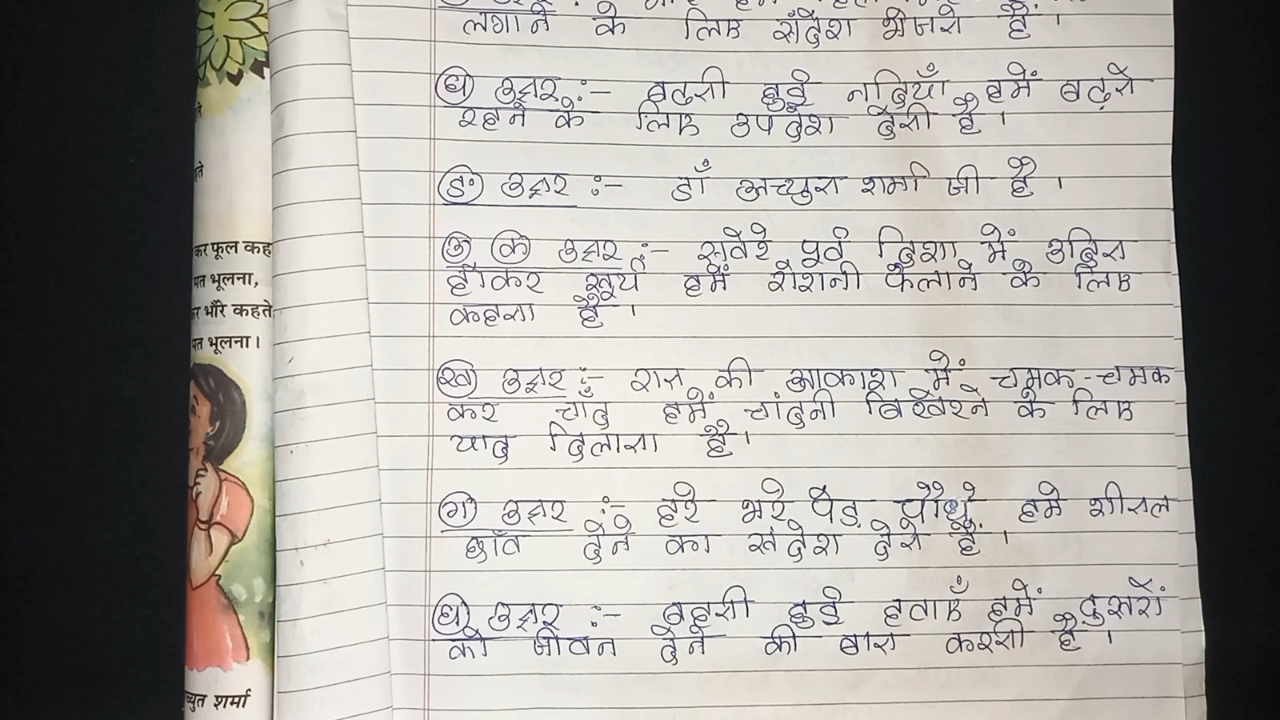 लगाने के लिए संदेश भेजते हैं।
घ) उत्तर :- बढ़ती हुई नदियाँ हमें बढ़ते
रहने के लिए उपदेश देती है।
ङ) उत्तर :- डॉ अच्युत शर्मा जी है।
क) उत्तर :- सवेरे पूर्व दिशा में उदित
होकर सूर्य हमें रोशनी फैलाने के लिए
कहता है।
ख) उत्तर :- रात की आकाश में चमक-चमक
कर चाद हमें चांदनी बिखेरने के लिए
याद दिलाता है।
ग) उत्तर :- हरे भरे पेड़ पौधे हमे शीतल
छाँव देने का संदेश देते हैं।
घ) उत्तर :- बहती हुई हवाएँ हमें दुसरों
को जीवन देने की बात करती है।
ते
कर फूल कह
मत भूलना,
कर भौंरे कहते
मत भूलना।
च्युत शर्मा